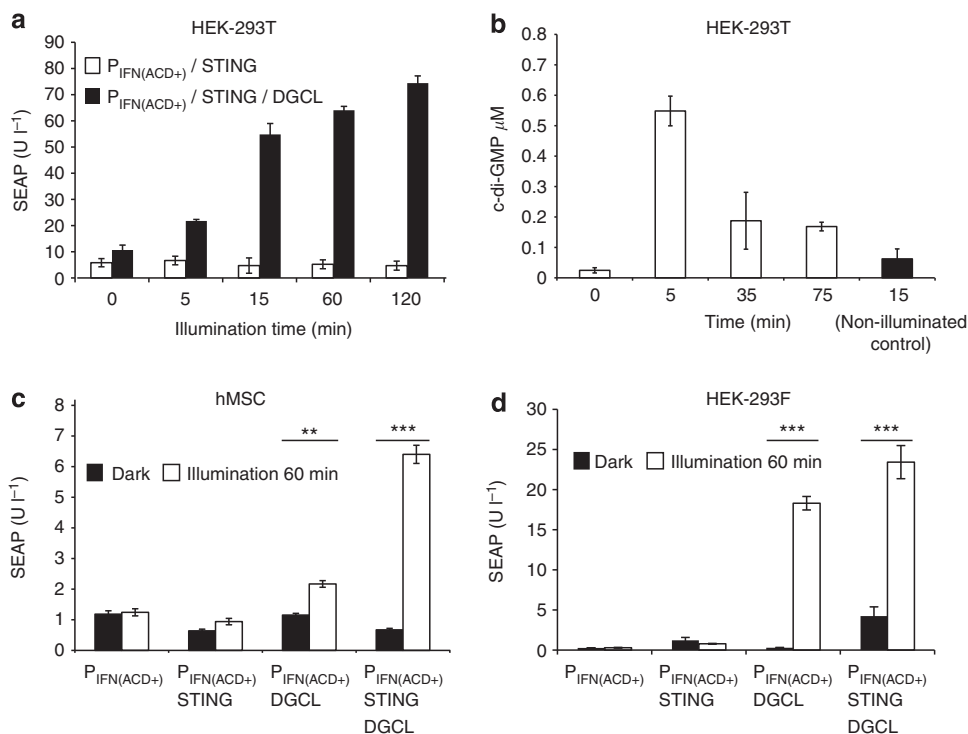 a
HEK-293T
90
80
70
60
50
40
30
20
10
0
SEAP (U l⁻¹)
P_IFN(ACD+) / STING
P_IFN(ACD+) / STING / DGCL
0 5 15 60 120
Illumination time (min)
b
HEK-293T
0.8
0.7
0.6
0.5
0.4
0.3
0.2
0.1
0
c-di-GMP μM
0 5 35 75 15
Time (min) (Non-illuminated
control)
c
hMSC
8
7
6
5
4
3
2
1
0
SEAP (U l⁻¹)
** ***
Dark Illumination 60 min
P_IFN(ACD+) P_IFN(ACD+) P_IFN(ACD+) P_IFN(ACD+)
STING DGCL STING
DGCL
d
HEK-293F
30
25
20
15
10
5
0
SEAP (U l⁻¹)
*** ***
Dark Illumination 60 min
P_IFN(ACD+) P_IFN(ACD+) P_IFN(ACD+) P_IFN(ACD+)
STING DGCL STING
DGCL